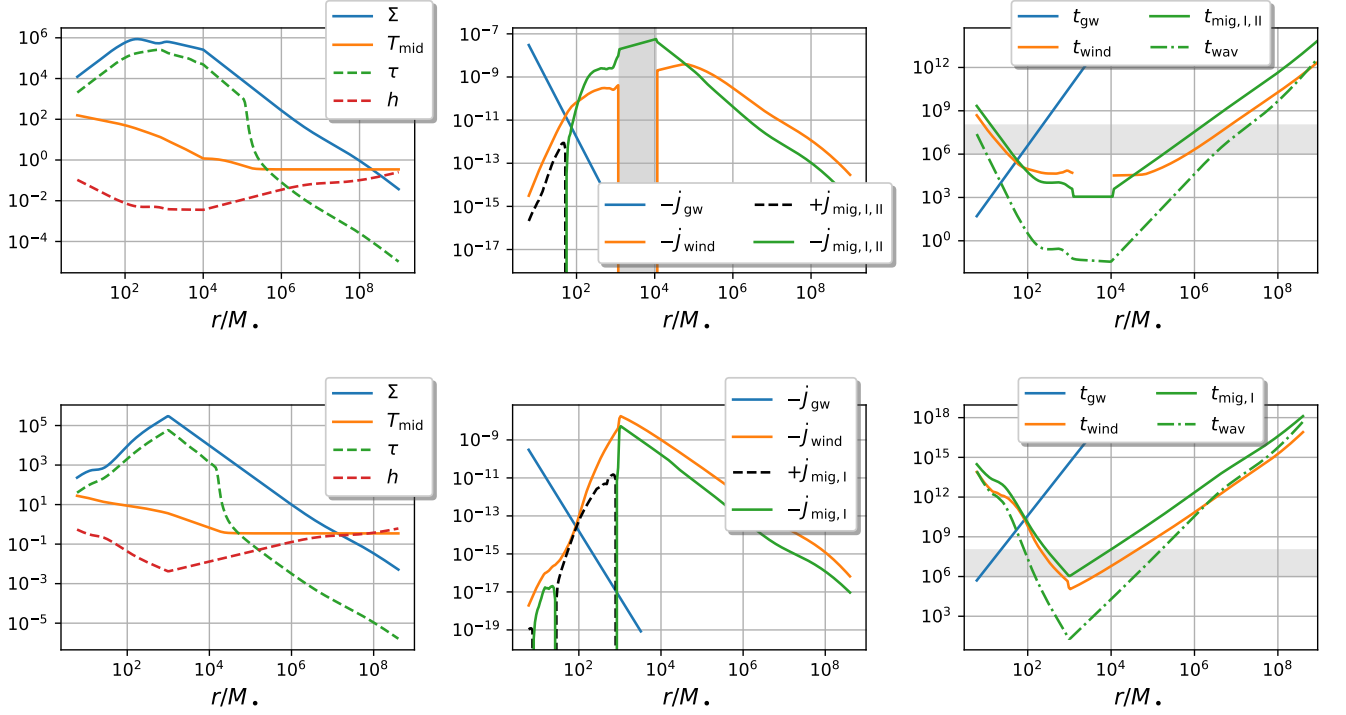 10^6
10^4
10^2
10^0
10^−2
10^−4
10^2 10^4 10^6 10^8
r/M•
Σ
T_mid
τ
h
10^−7
10^−9
10^−11
10^−13
10^−15
10^−17
10^2 10^4 10^6 10^8
r/M•
−j_gw +j_mig, I, II
−j_wind −j_mig, I, II
10^12
10^9
10^6
10^3
10^0
10^2 10^4 10^6 10^8
r/M•
t_gw t_mig, I, II
t_wind t_wav
10^5
10^3
10^1
10^−1
10^−3
10^−5
10^2 10^4 10^6 10^8
r/M•
Σ
T_mid
τ
h
10^−9
10^−11
10^−13
10^−15
10^−17
10^−19
10^2 10^4 10^6 10^8
r/M•
−j_gw
−j_wind
+j_mig, I
−j_mig, I
10^18
10^15
10^12
10^9
10^6
10^3
10^2 10^4 10^6 10^8
r/M•
t_gw t_mig, I
t_wind t_wav